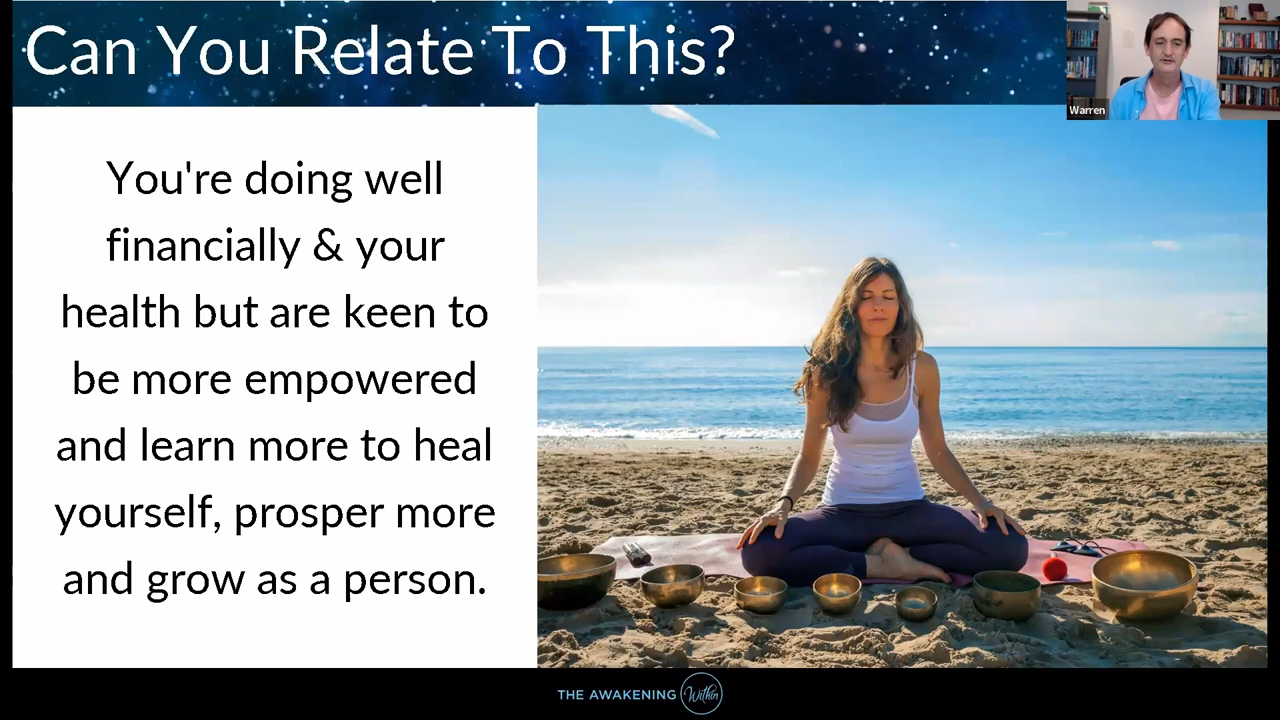 Can You Relate To This?
Warren
You're doing well
financially & your
health but are keen to
be more empowered
and learn more to heal
yourself, prosper more
and grow as a person.
THE AWAKENING Within